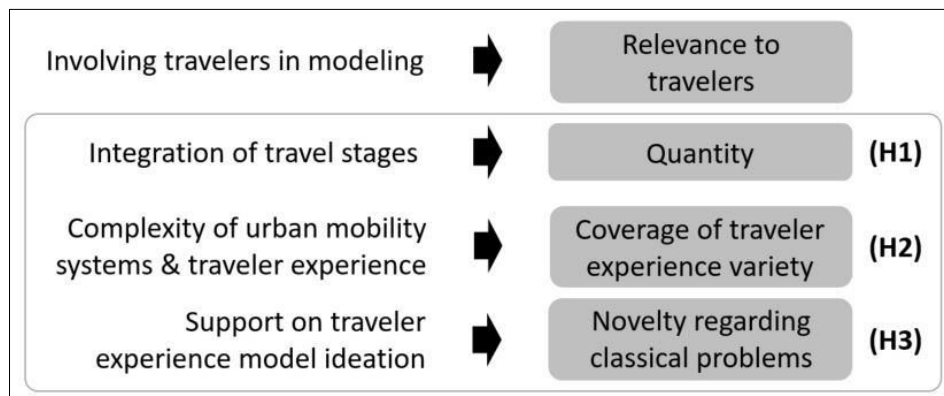 Involving travelers in modeling
Relevance to
travelers
Integration of travel stages
Quantity
(H1)
Complexity of urban mobility
systems & traveler experience
Coverage of traveler
experience variety
(H2)
Support on traveler
experience model ideation
Novelty regarding
classical problems
(H3)